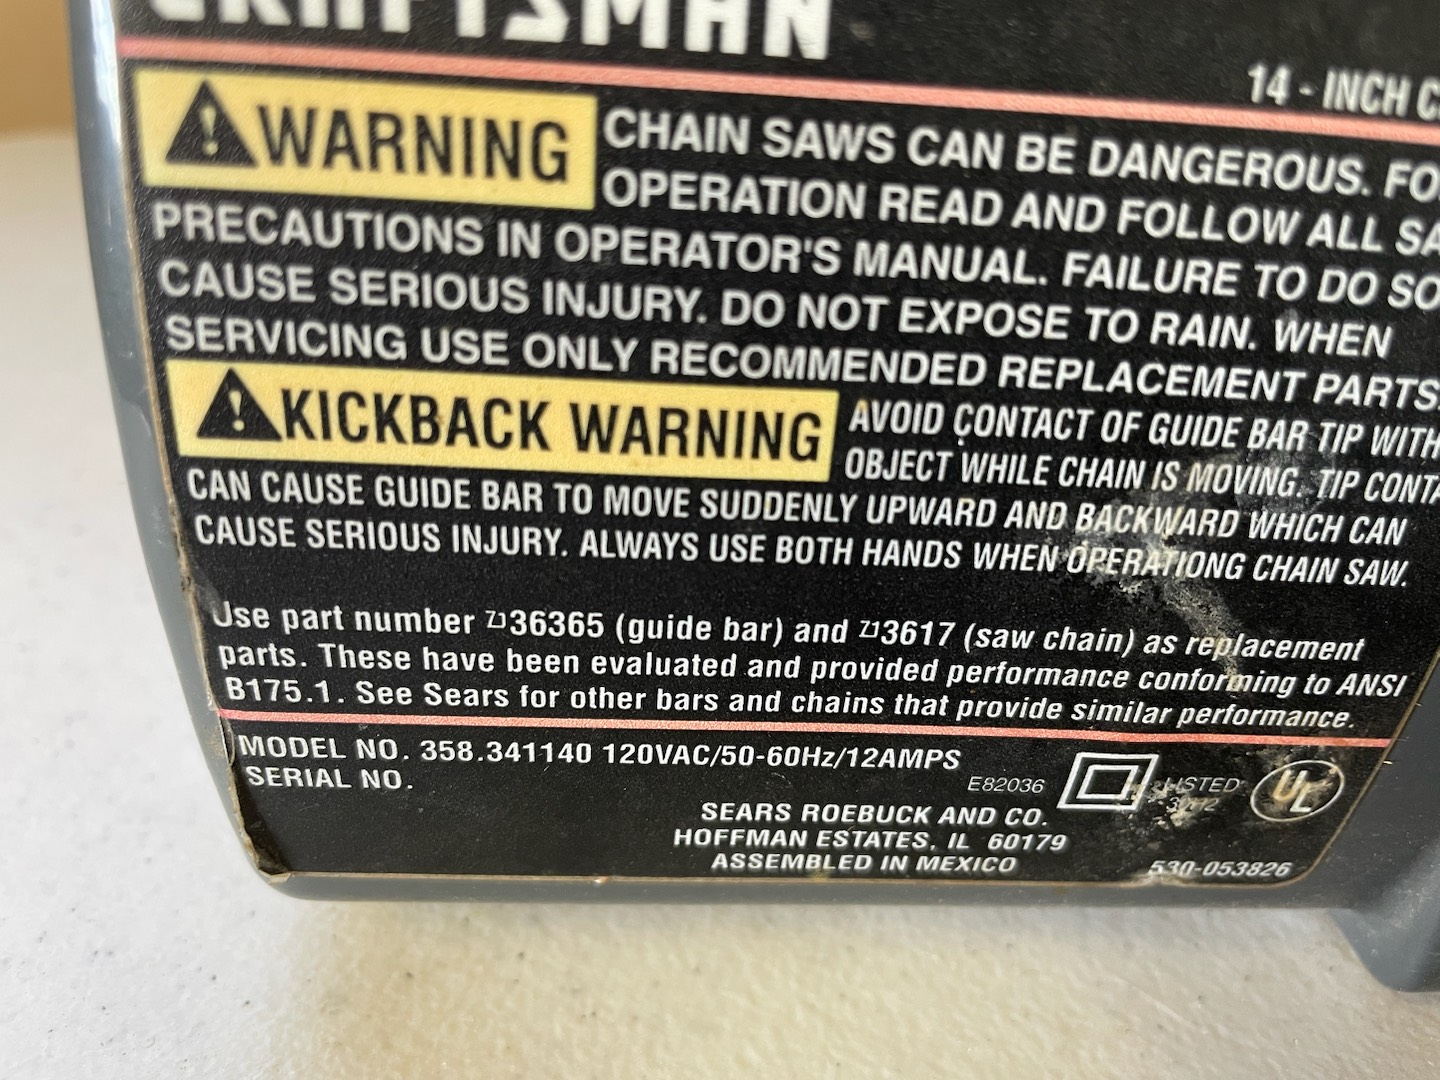 CRAFTSMAN
14 - INCH
WARNING CHAIN SAWS CAN BE DANGEROUS.
OPERATION READ AND FOLLOW ALL
PRECAUTIONS IN OPERATOR'S MANUAL. FAILURE TO DO SO
CAUSE SERIOUS INJURY. DO NOT EXPOSE TO RAIN. WHEN
SERVICING USE ONLY RECOMMENDED REPLACEMENT PARTS.
KICKBACK WARNING AVOID CONTACT OF GUIDE BAR TIP WITH
OBJECT WHILE CHAIN IS MOVING. TIP
CAN CAUSE GUIDE BAR TO MOVE SUDDENLY UPWARD AND BACKWARD WHICH CAN
CAUSE SERIOUS INJURY. ALWAYS USE BOTH HANDS WHEN OPERATIONG CHAIN SAW.
Use part number 7136365 (guide bar) and 713617 (saw chain) as replacement
parts. These have been evaluated and provided performance conforming to ANSI
B175.1. See Sears for other bars and chains that provide similar performance.
MODEL NO. 358.341140 120VAC/50-60Hz/12AMPS
SERIAL NO.
E82036 LISTED UL
SEARS ROEBUCK AND CO.
HOFFMAN ESTATES, IL 60179
ASSEMBLED IN MEXICO
530-053826